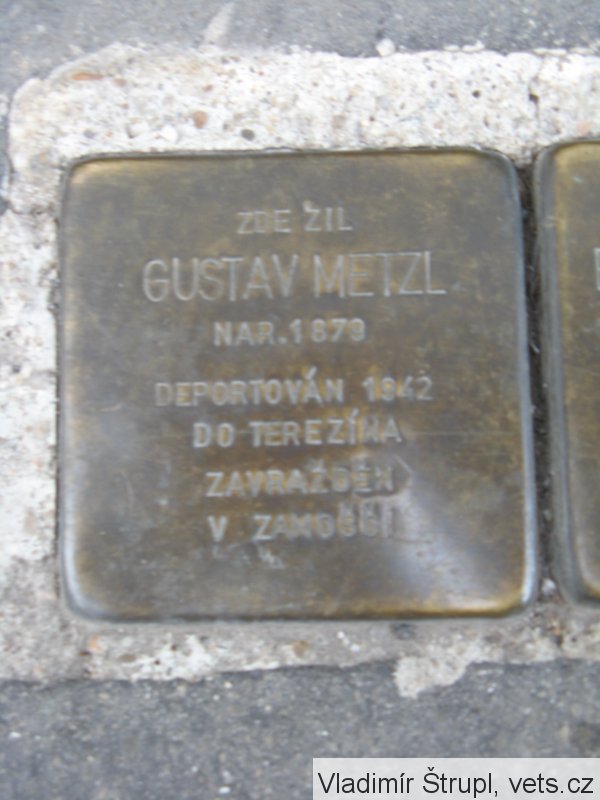 ZDE ŽIL
GUSTAV METZL
NAR. 1879
DEPORTOVÁN 1942
DO TEREZÍNA
ZAVRAŽDĚN
V ZAMOŠČI
Vladimír Štrupl, vets.cz